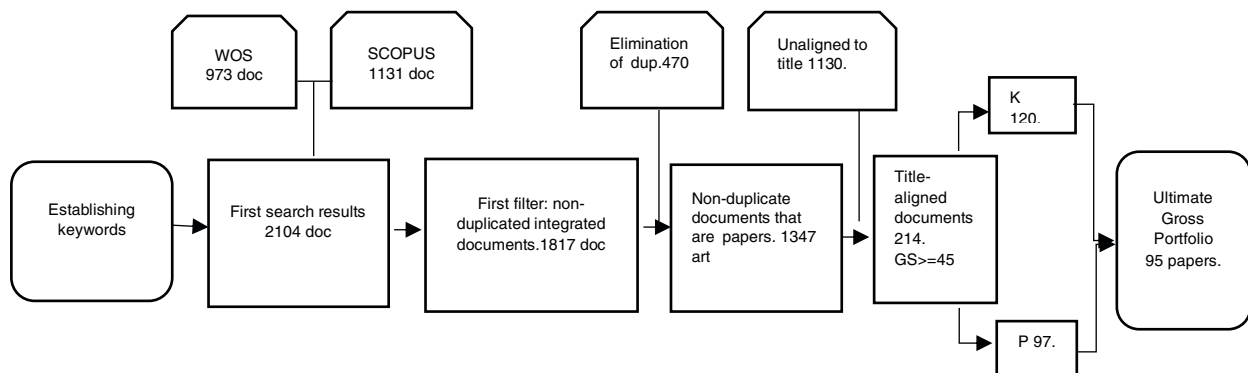 WOS
973 doc
SCOPUS
1131 doc
Elimination
of dup.470
Unaligned to
title 1130.
Establishing
keywords
First search results
2104 doc
First filter: non-
duplicated integrated
documents.1817 doc
Non-duplicate
documents that
are papers. 1347
art
Title-
aligned
documents
214.
GS>=45
K
120.
P 97.
Ultimate
Gross
Portfolio
95 papers.